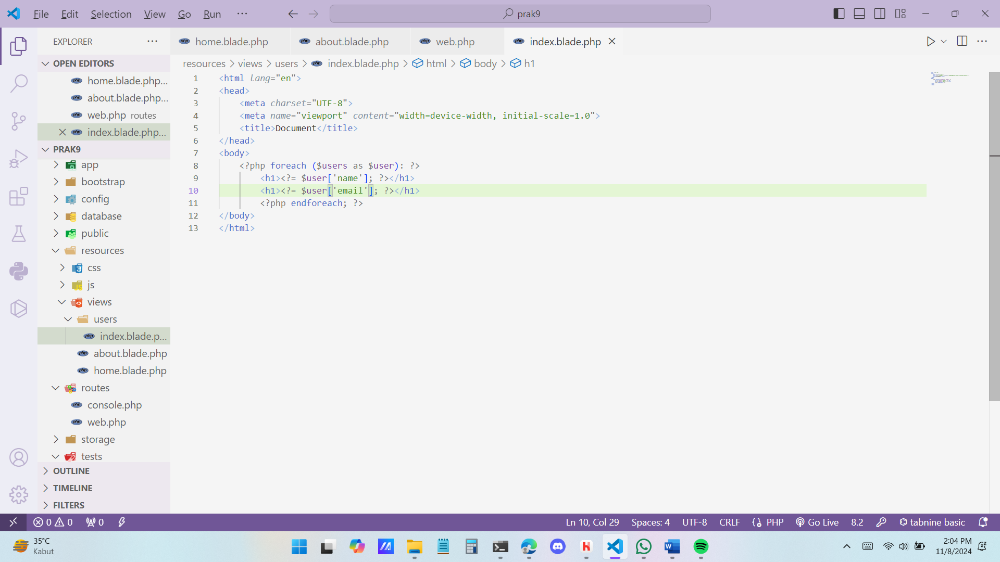 File Edit Selection View Go Run ···
prak9
EXPLORER ···
home.blade.php
about.blade.php
web.php
index.blade.php
OPEN EDITORS
home.blade.php...
about.blade.php...
web.php routes
index.blade.php...
PRAK9
app
bootstrap
config
database
public
resources
css
js
views
users
index.blade.p...
about.blade.php
home.blade.php
routes
console.php
web.php
storage
tests
OUTLINE
TIMELINE
FILTERS
resources > views > users > index.blade.php > html > body > h1
1 <html lang="en">
2 <head>
3 <meta charset="UTF-8">
4 <meta name="viewport" content="width=device-width, initial-scale=1.0">
5 <title>Document</title>
6 </head>
7 <body>
8 <?php foreach ($users as $user): ?>
9 <h1><?= $user['name']; ?></h1>
10 <h1><?= $user['email']; ?></h1>
11 <?php endforeach; ?>
12 </body>
13 </html>
0 0 0
Ln 10, Col 29 Spaces: 4 UTF-8 CRLF PHP Go Live 8.2 tabnine basic
35°C
Kabut
2:04 PM
11/8/2024